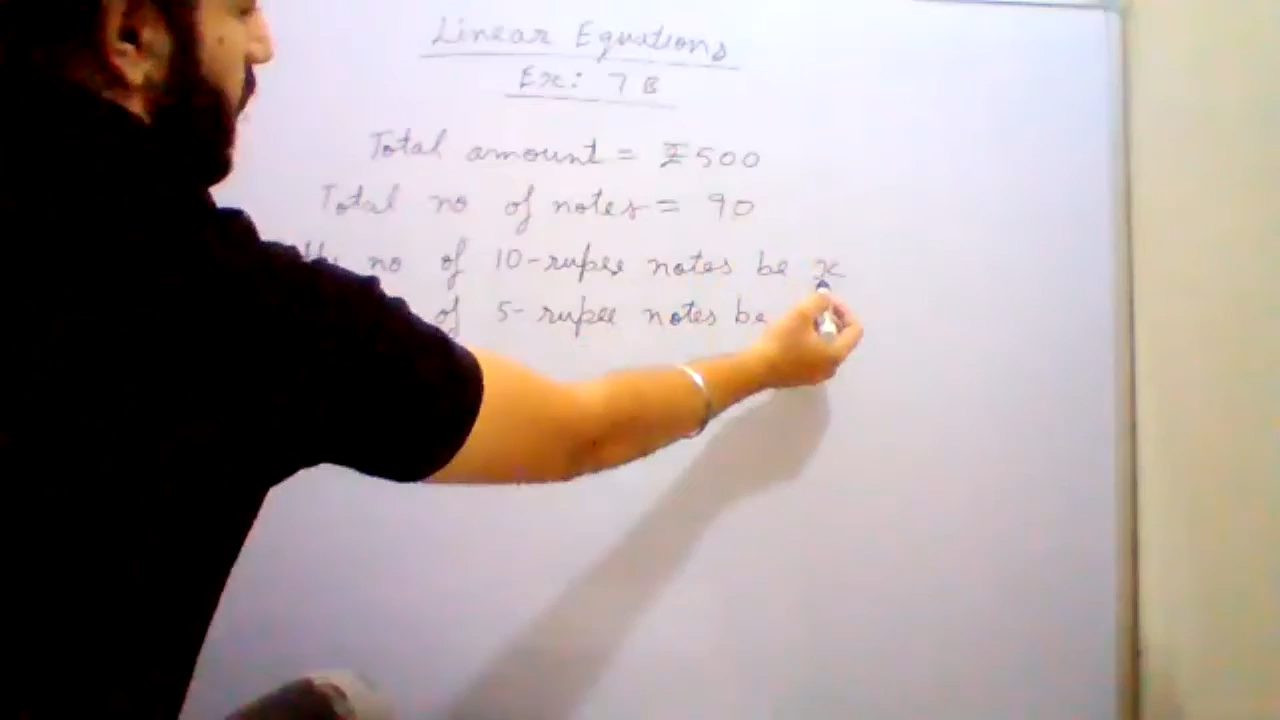 Linear Equations
Ex: 7B
Total amount = ₹500
Total no of notes = 90
no of 10-rupee notes be x
of 5-rupee notes be